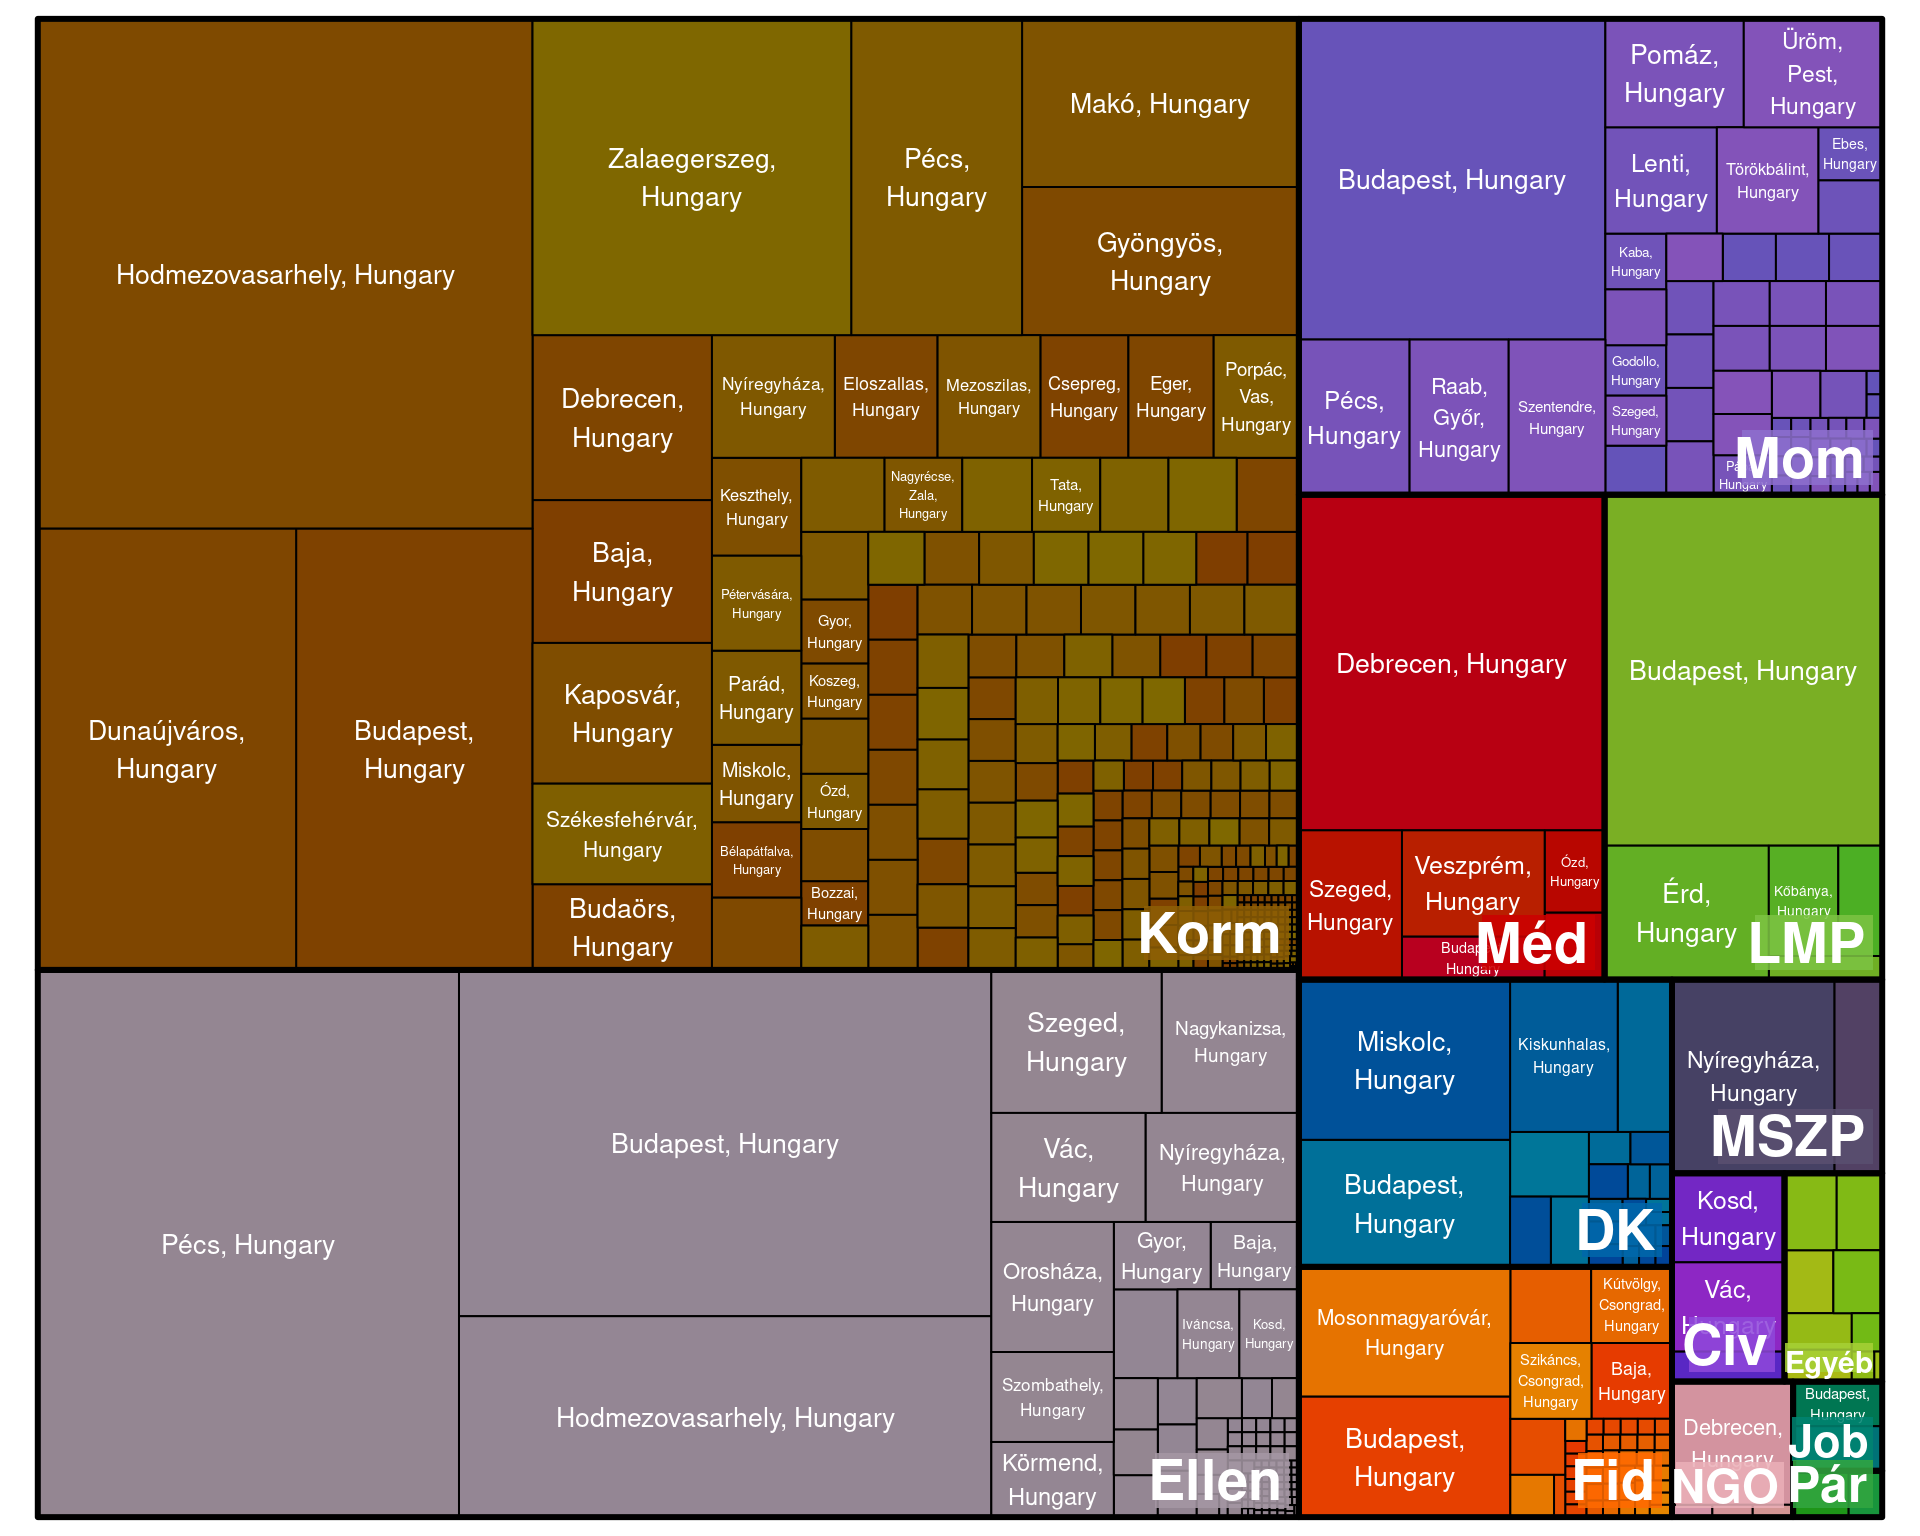 Hodmezovasarhely, Hungary
Dunaújváros,
Hungary
Budapest,
Hungary
Zalaegerszeg,
Hungary
Pécs,
Hungary
Makó, Hungary
Gyöngyös,
Hungary
Debrecen,
Hungary
Baja,
Hungary
Kaposvár,
Hungary
Székesfehérvár,
Hungary
Budaörs,
Hungary
Nyíregyháza,
Hungary
Eloszallas,
Hungary
Mezoszilas,
Hungary
Csepreg,
Hungary
Eger,
Hungary
Porpác,
Vas,
Hungary
Keszthely,
Hungary
Pétervására,
Hungary
Parád,
Hungary
Miskolc,
Hungary
Bélapátfalva,
Hungary
Nagyrécse,
Zala,
Hungary
Tata,
Hungary
Gyor,
Hungary
Koszeg,
Hungary
Ózd,
Hungary
Bozzai,
Hungary
Korm
Budapest, Hungary
Pécs,
Hungary
Raab,
Győr,
Hungary
Szentendre,
Hungary
Pomáz,
Hungary
Üröm,
Pest,
Hungary
Lenti,
Hungary
Törökbálint,
Hungary
Ebes,
Hungary
Kaba,
Hungary
Godollo,
Hungary
Szeged,
Hungary
Hungary
Mom
Debrecen, Hungary
Szeged,
Hungary
Veszprém,
Hungary
Ózd,
Hungary
Hungary
Méd
Budapest, Hungary
Érd,
Hungary
Kőbánya,
Hungary
LMP
Pécs, Hungary
Budapest, Hungary
Hodmezovasarhely, Hungary
Szeged,
Hungary
Nagykanizsa,
Hungary
Vác,
Hungary
Nyíregyháza,
Hungary
Orosháza,
Hungary
Gyor,
Hungary
Baja,
Hungary
Iváncsa,
Hungary
Kosd,
Hungary
Szombathely,
Hungary
Körmend,
Hungary
Ellen
Miskolc,
Hungary
Kiskunhalas,
Hungary
Budapest,
Hungary
DK
Nyíregyháza,
Hungary
MSZP
Mosonmagyaróvár,
Hungary
Budapest,
Hungary
Kútvölgy,
Csongrad,
Hungary
Szikáncs,
Csongrad,
Hungary
Baja,
Hungary
Fid
Kosd,
Hungary
Vác,
Hungary
Civ
Egyéb
Debrecen,
Hungary
NGO
Budapest,
Hungary
Job
Pár